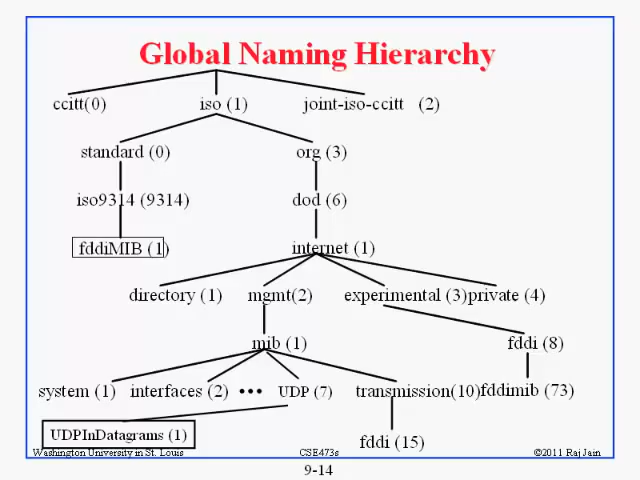 Global Naming Hierarchy
ccitt(0) iso (1) joint-iso-ccitt (2)
standard (0) org (3)
iso9314 (9314) dod (6)
fddiMIB (1) internet (1)
directory (1) mgmt(2) experimental (3)private (4)
mib (1) fddi (8)
system (1) interfaces (2) ••• UDP (7) transmission(10)fddimib (73)
UDPInDatagrams (1) fddi (15)
Washington University in St. Louis CSE473s ©2011 Raj Jain
9-14